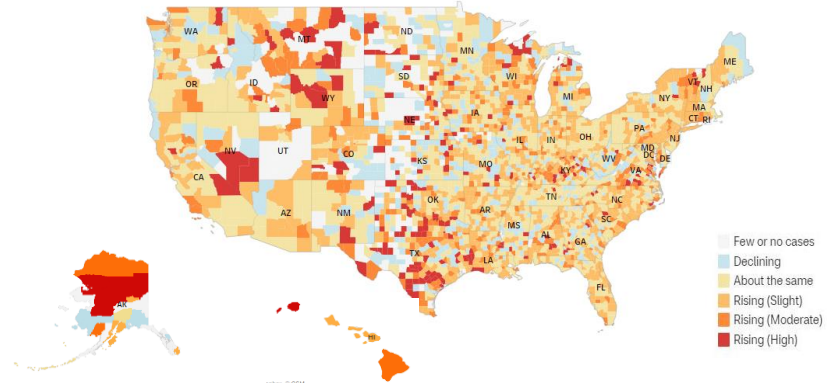 WA
MT
ND
MN
ME
OR
ID
SD
WI
VT
NH
WY
MI
NY
MA
CT RI
NE
IA
PA
NJ
NV
UT
CO
IL
IN
OH
MD
DE
DC
CA
KS
MO
WV
KY
VA
AZ
NM
OK
AR
TN
NC
MS
AL
GA
SC
TX
LA
FL
AK
HI
Few or no cases
Declining
About the same
Rising (Slight)
Rising (Moderate)
Rising (High)